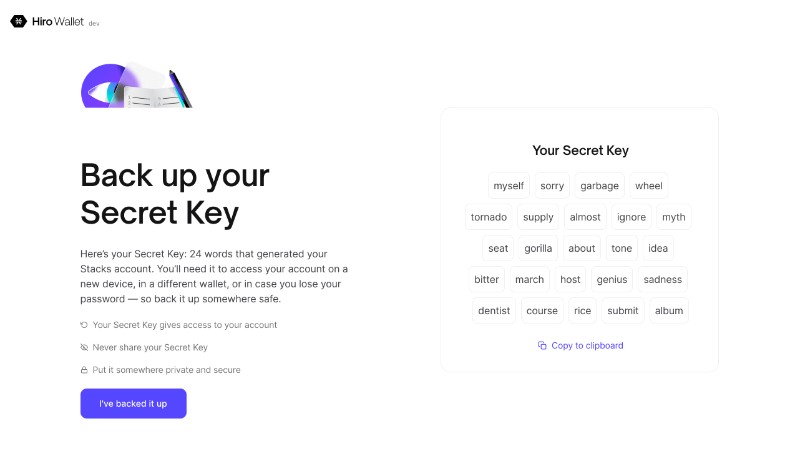 Hiro Wallet dev
Back up your
Secret Key
Here's your Secret Key: 24 words that generated your
Stacks account. You'll need it to access your account on a
new device, in a different wallet, or in case you lose your
password — so back it up somewhere safe.
Your Secret Key gives access to your account
Never share your Secret Key
Put it somewhere private and secure
I've backed it up
Your Secret Key
myself sorry garbage wheel
tornado supply almost ignore myth
seat gorilla about tone idea
bitter march host genius sadness
dentist course rice submit album
Copy to clipboard